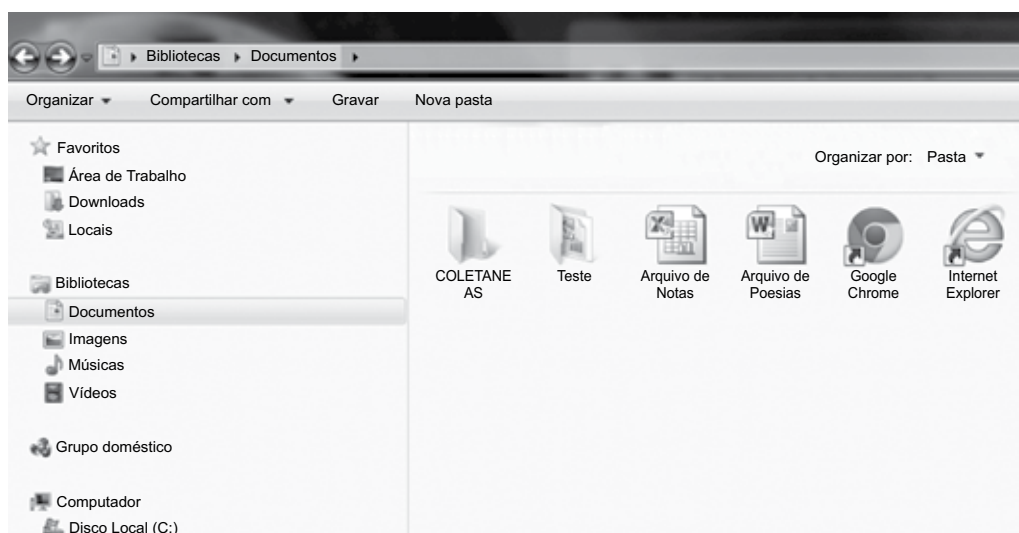 Bibliotecas Documentos
Organizar Compartilhar com Gravar Nova pasta
Favoritos
Área de Trabalho
Downloads
Locais
Bibliotecas
Documentos
Imagens
Músicas
Vídeos
Grupo doméstico
Computador
Disco Local (C:)
Organizar por: Pasta
COLETANE
AS
Teste
Arquivo de
Notas
Arquivo de
Poesias
Google
Chrome
Internet
Explorer